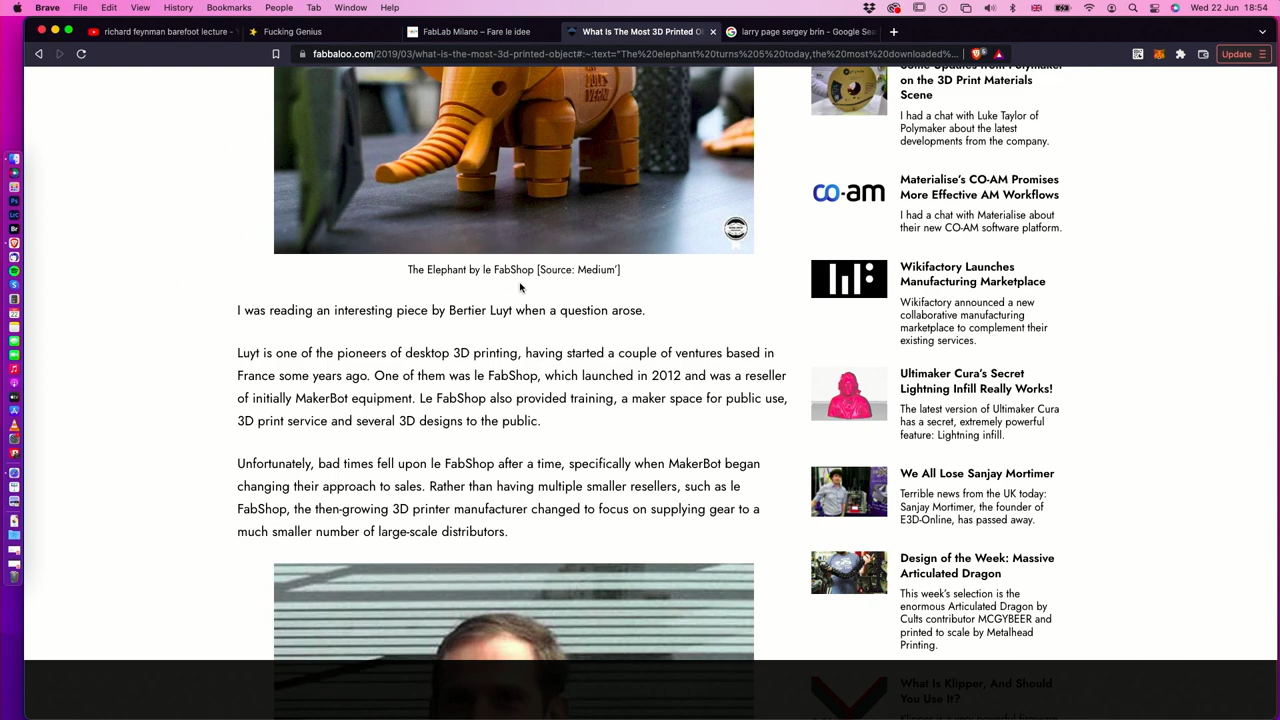 Brave File Edit View History Bookmarks People Tab Window Help Wed 22 Jun 18:54
richard feynman barefoot lecture - Fucking Genius FabLab Milano – Fare le idee What Is The Most 3D Printed O larry page sergey brin - Google Sea
fabbaloo.com/2019/03/what-is-the-most-3d-printed-object#:~:text="The%20elephant%20turns%205%20today,the%20most%20downloaded%... Update
The Elephant by le FabShop [Source: Medium']
I was reading an interesting piece by Bertier Luyt when a question arose.
Luyt is one of the pioneers of desktop 3D printing, having started a couple of ventures based in
France some years ago. One of them was le FabShop, which launched in 2012 and was a reseller
of initially MakerBot equipment. Le FabShop also provided training, a maker space for public use,
3D print service and several 3D designs to the public.
Unfortunately, bad times fell upon le FabShop after a time, specifically when MakerBot began
changing their approach to sales. Rather than having multiple smaller resellers, such as le
FabShop, the then-growing 3D printer manufacturer changed to focus on supplying gear to a
much smaller number of large-scale distributors.
Some Updates from Polymaker
on the 3D Print Materials
Scene
I had a chat with Luke Taylor of
Polymaker about the latest
developments from the company.
co-am
Materialise's CO-AM Promises
More Effective AM Workflows
I had a chat with Materialise about
their new CO-AM software platform.
Wikifactory Launches
Manufacturing Marketplace
Wikifactory announced a new
collaborative manufacturing
marketplace to complement their
existing services.
Ultimaker Cura's Secret
Lightning Infill Really Works!
The latest version of Ultimaker Cura
has a secret, extremely powerful
feature: Lightning infill.
We All Lose Sanjay Mortimer
Terrible news from the UK today:
Sanjay Mortimer, the founder of
E3D-Online, has passed away.
Design of the Week: Massive
Articulated Dragon
This week's selection is the
enormous Articulated Dragon by
Cults contributor MCGYBEER and
printed to scale by Metalhead
Printing.
What Is Klipper, And Should
You Use It?